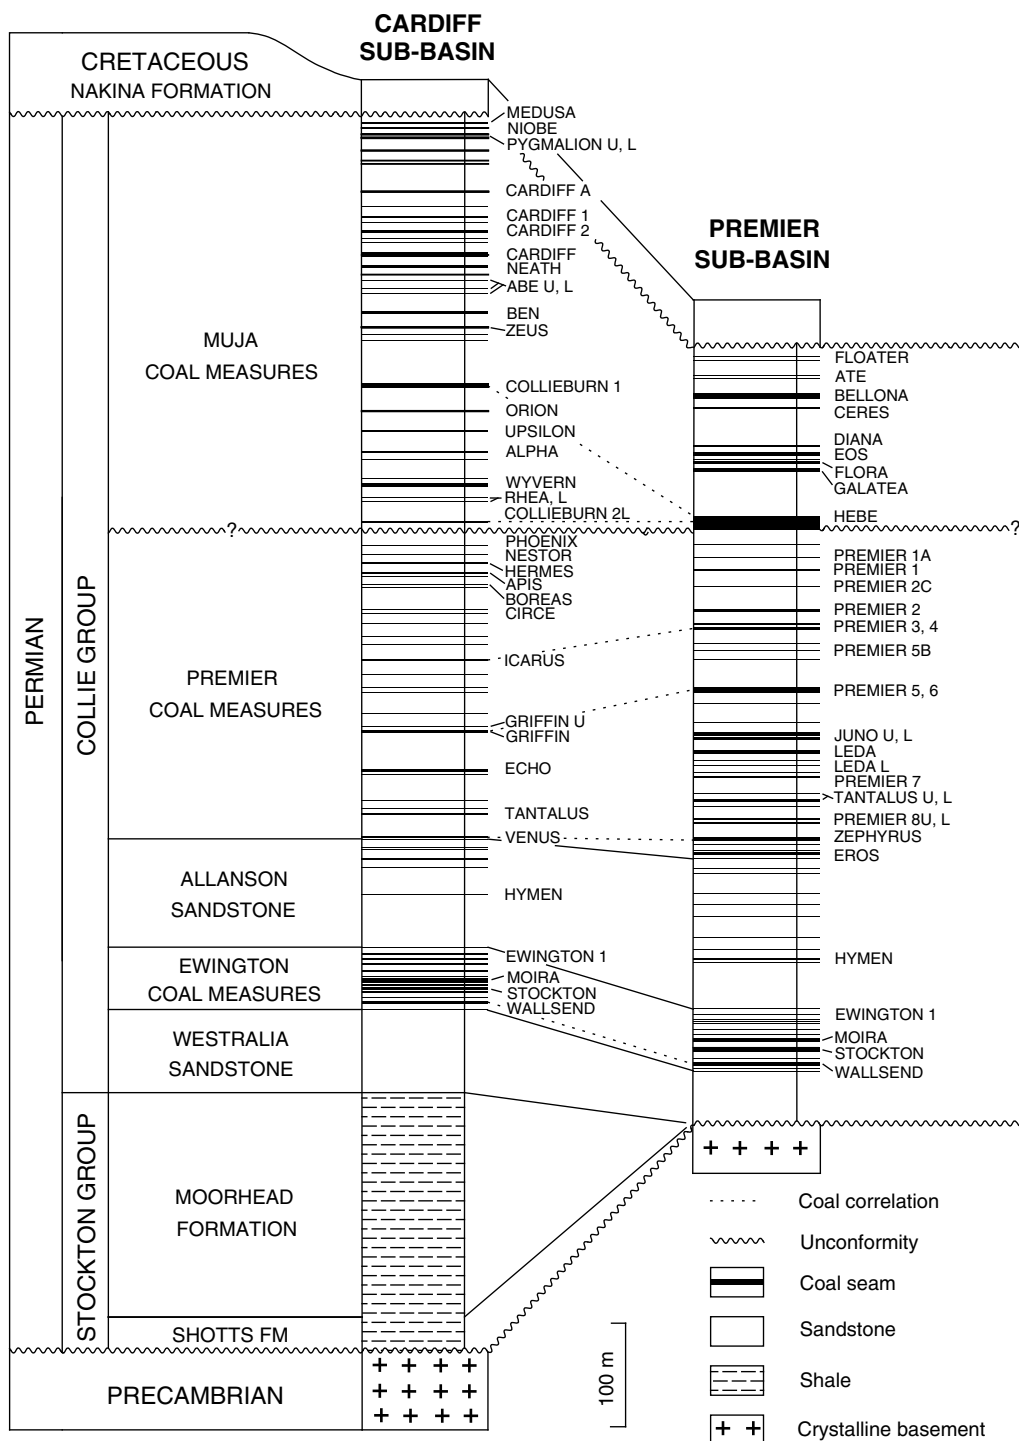 CARDIFF
SUB-BASIN
CRETACEOUS
NAKINA FORMATION
PERMIAN
COLLIE GROUP
STOCKTON GROUP
MUJA
COAL MEASURES
?
PREMIER
COAL MEASURES
ALLANSON
SANDSTONE
EWINGTON
COAL MEASURES
WESTRALIA
SANDSTONE
MOORHEAD
FORMATION
SHOTTS FM
PRECAMBRIAN
MEDUSA
NIOBE
PYGMALION U, L
CARDIFF A
CARDIFF 1
CARDIFF 2
CARDIFF
NEATH
ABE U, L
BEN
ZEUS
COLLIEBURN 1
ORION
UPSILON
ALPHA
WYVERN
RHEA, L
COLLIEBURN 2L
PHOENIX
NESTOR
HERMES
APIS
BOREAS
CIRCE
ICARUS
GRIFFIN U
GRIFFIN
ECHO
TANTALUS
VENUS
HYMEN
EWINGTON 1
MOIRA
STOCKTON
WALLSEND
PREMIER
SUB-BASIN
FLOATER
ATE
BELLONA
CERES
DIANA
EOS
FLORA
GALATEA
HEBE
?
PREMIER 1A
PREMIER 1
PREMIER 2C
PREMIER 2
PREMIER 3, 4
PREMIER 5B
PREMIER 5, 6
JUNO U, L
LEDA
LEDA L
PREMIER 7
TANTALUS U, L
PREMIER 8U, L
ZEPHYRUS
EROS
HYMEN
EWINGTON 1
MOIRA
STOCKTON
WALLSEND
100 m
Coal correlation
Unconformity
Coal seam
Sandstone
Shale
Crystalline basement